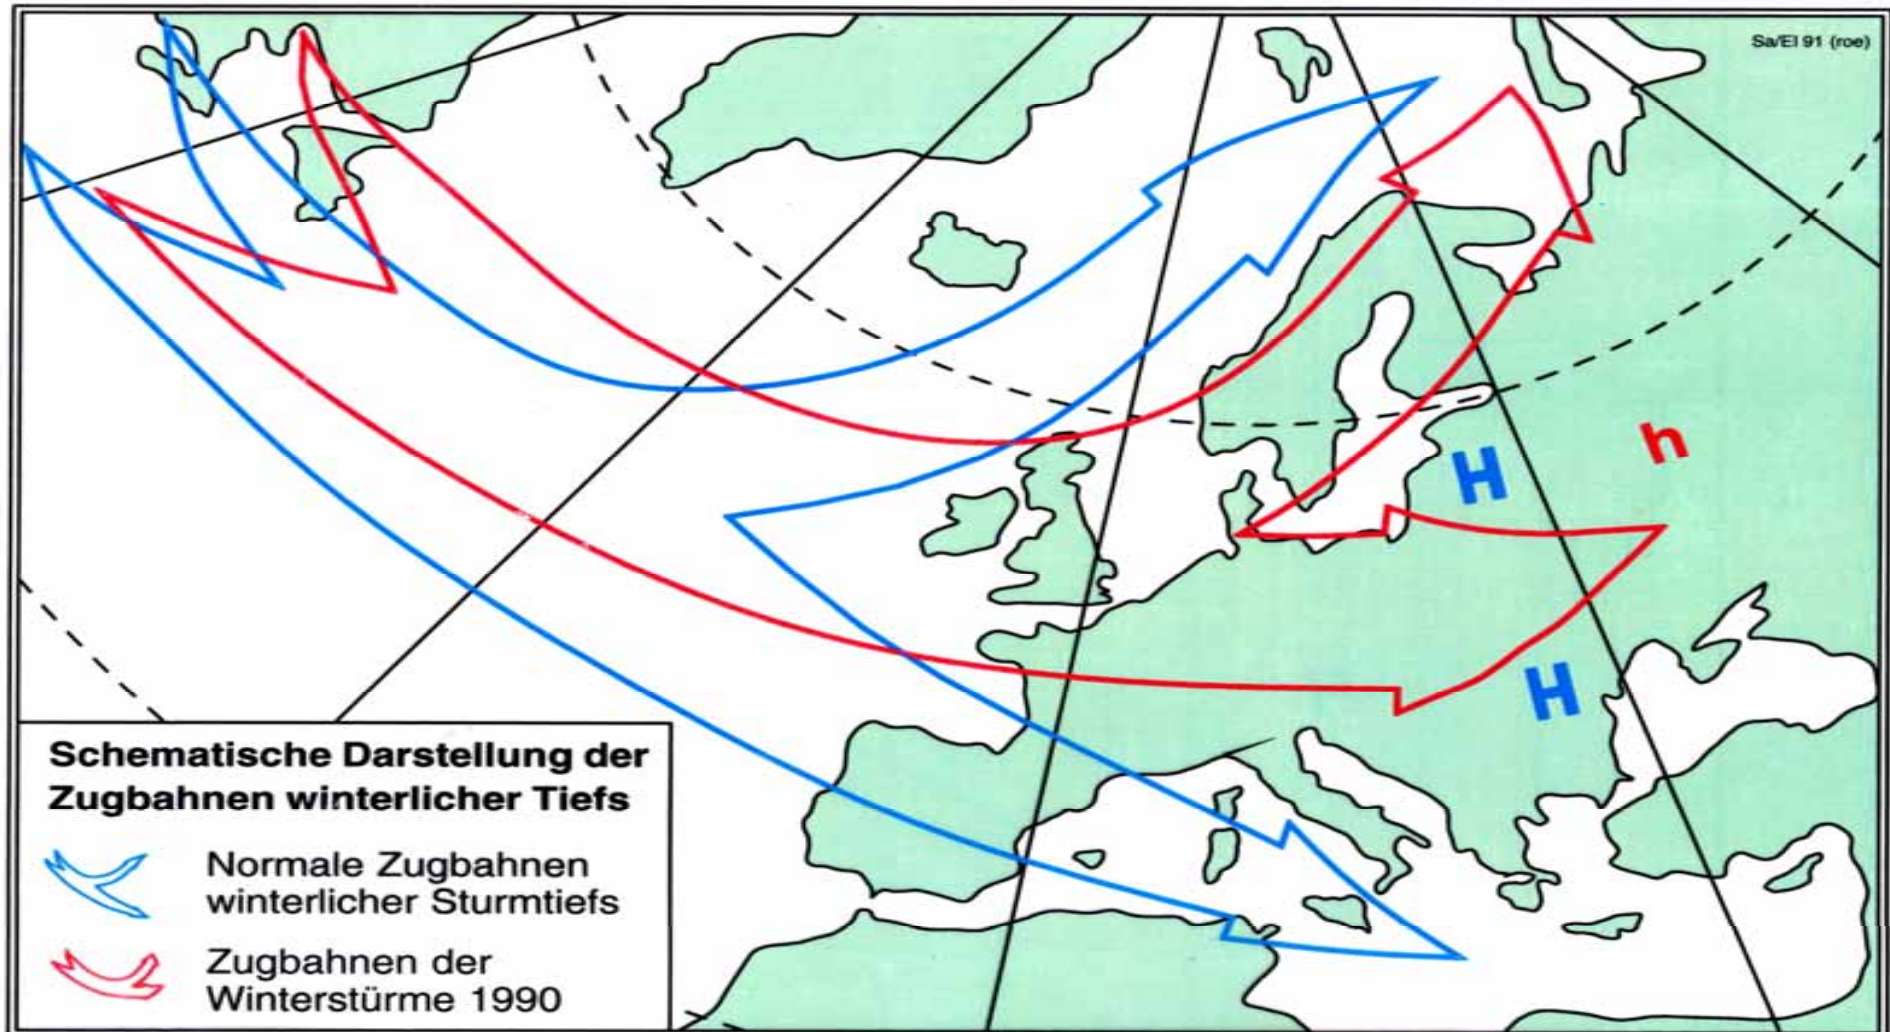 Sa/El 91 (roe)
h
H
H
Schematische Darstellung der
Zugbahnen winterlicher Tiefs
Normale Zugbahnen
winterlicher Sturmtiefs
Zugbahnen der
Winterstürme 1990